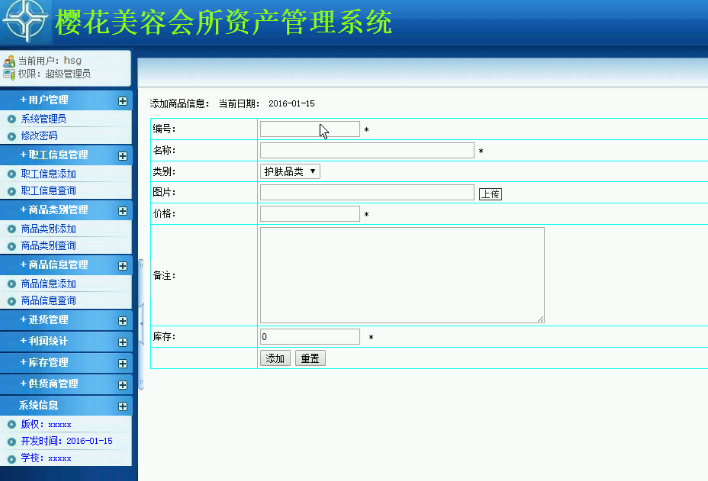 樱花美容会所资产管理系统
当前用户：hsg
权限：超级管理员
+用户管理
系统管理员
修改密码
+职工信息管理
职工信息添加
职工信息查询
+商品类别管理
商品类别添加
商品类别查询
+商品信息管理
商品信息添加
商品信息查询
+进货管理
+利润统计
+库存管理
+供货商管理
系统信息
版权：xxxxx
开发时间：2016-01-15
学校：xxxxx
添加商品信息： 当前日期： 2016-01-15
编号： *
名称： *
类别： 护肤品类
图片： 上传
价格： *
备注：
库存： 0 *
添加 重置